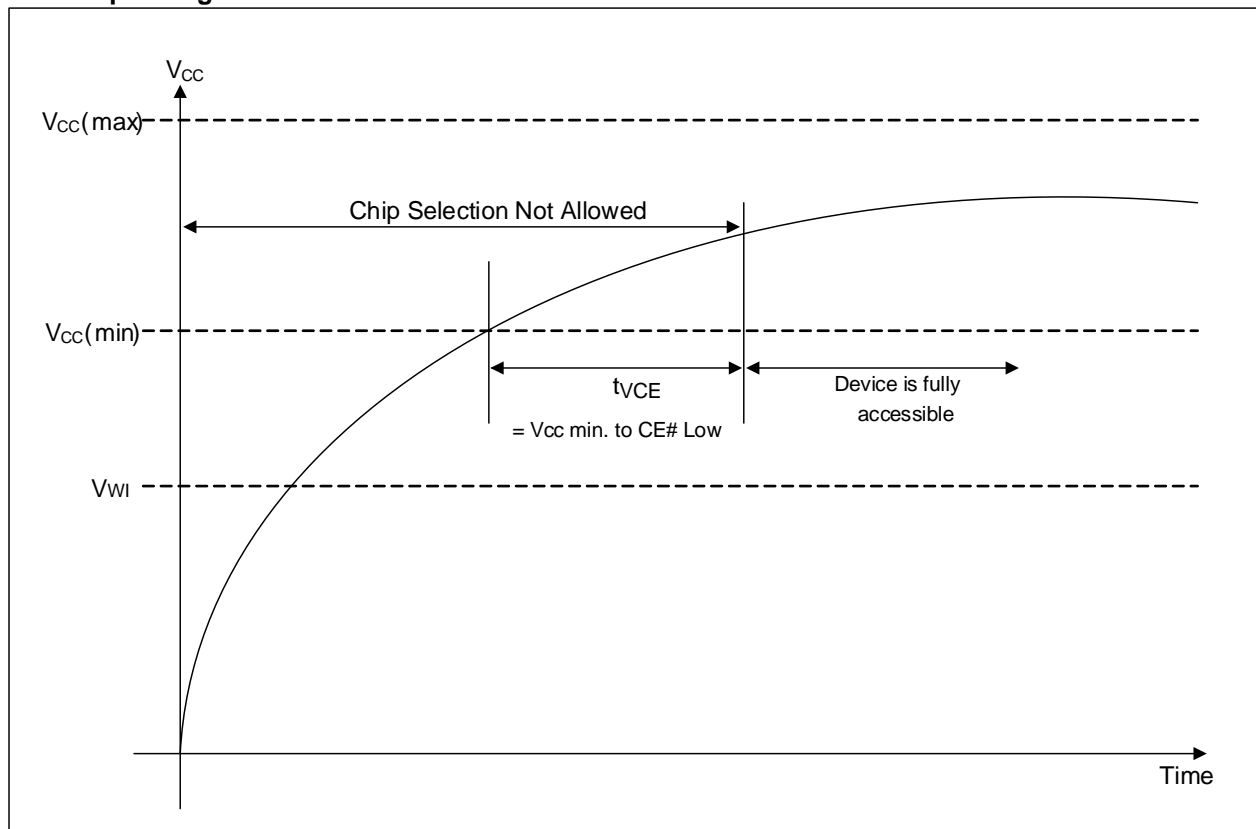 VCC
VCC(max)
Chip Selection Not Allowed
VCC(min)
tVCE
= Vcc min. to CE# Low
Device is fully
accessible
VWI
Time